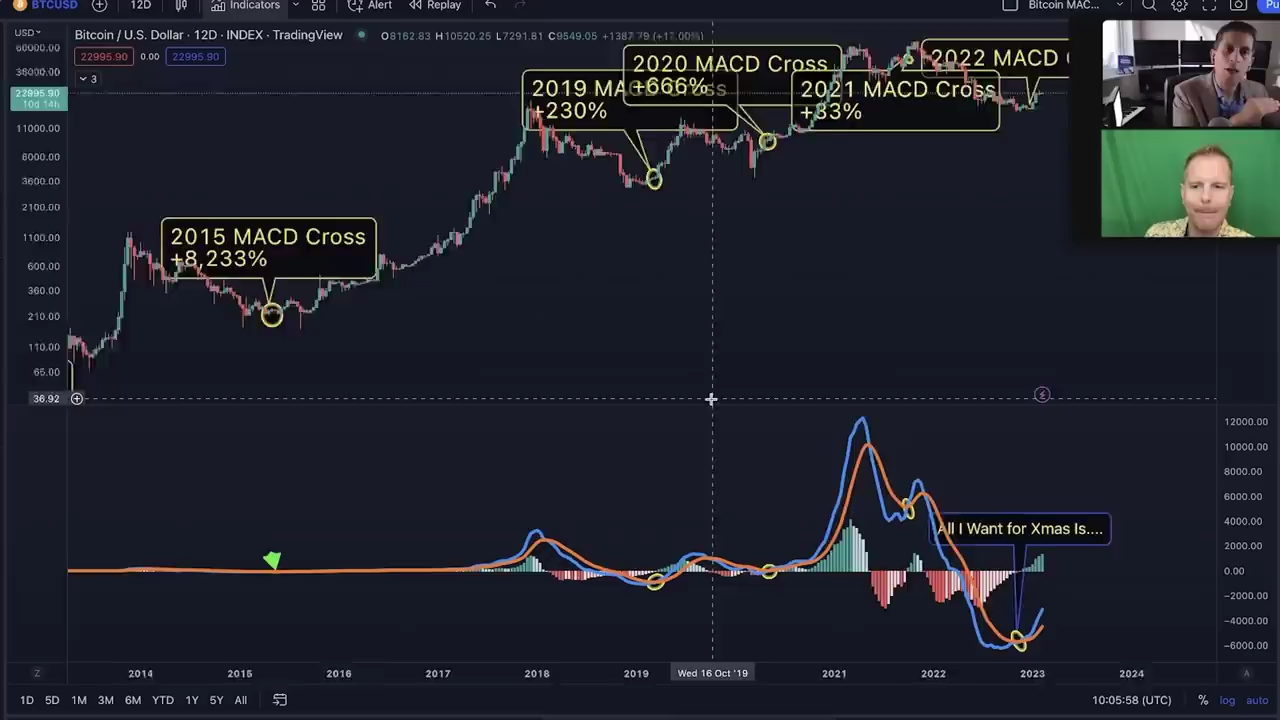 BTCUSD
12D
Indicators
Alert
Replay
Bitcoin MAC...
Pu
USD
Bitcoin / U.S. Dollar · 12D · INDEX · TradingView
O8162.83 H10520.25 L7291.81 C9549.05 +1387.79 (+17.00%)
22995.90 0.00 22995.90
3
60000.00
36000.00
22995.90
10d 14h
11000.00
8000.00
3600.00
2100.00
1100.00
600.00
360.00
210.00
110.00
65.00
36.92
2015 MACD Cross
+8,233%
2019 MACD Cross
+230%
2020 MACD Cross
+666%
2021 MACD Cross
+33%
2022 MACD C
All I Want for Xmas Is....
12000.00
10000.00
8000.00
6000.00
4000.00
2000.00
0.00
−2000.00
−4000.00
−6000.00
Z
2014
2015
2016
2017
2018
2019
Wed 16 Oct '19
2021
2022
2023
2024
A
1D 5D 1M 3M 6M YTD 1Y 5Y All
10:05:58 (UTC)
% log auto